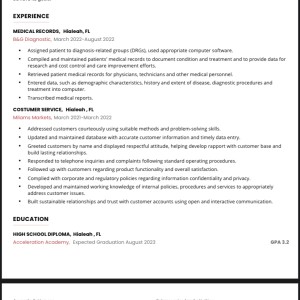 EXPERIENCE
MEDICAL RECORDS, Hialeah, FL
B&G Diagnostic, March 2022-August 2022
• Assigned patient to diagnosis-related groups (DRGs), used appropriate computer software.
• Compiled and maintained patients' medical records to document condition and treatment and to provide data for
research and cost control and care improvement efforts.
• Retrieved patient medical records for physicians, technicians and other medical personnel.
• Entered data, such as demographic characteristics, history and extent of disease, diagnostic procedures and
treatment into computer.
• Transcribed medical reports.
COSTUMER SERVICE, Hialeah , FL
Milams Markets, March 2021-March 2022
• Addressed customers courteously using suitable methods and problem-solving skills.
• Updated and maintained database with accurate customer information and timely data entry.
• Greeted customers by name and displayed respectful attitude, helping develop rapport with customer base and
build lasting relationships.
• Responded to telephone inquiries and complaints following standard operating procedures.
• Followed up with customers regarding product functionality and overall satisfaction.
• Complied with corporate and regulatory policies regarding information confidentiality and privacy.
• Developed and maintained working knowledge of internal policies, procedures and services to appropriately
address customer issues.
• Built sustainable relationships and trust with customer accounts using open and interactive communication.
EDUCATION
HIGH SCHOOL DIPLOMA, Hialeah , FL
Acceleration Academy, Expected Graduation August 2023 GPA 3.2